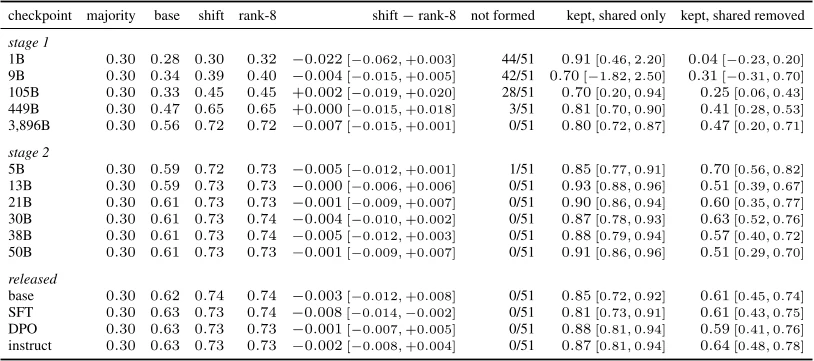 checkpoint majority base shift rank-8 shift − rank-8 not formed kept, shared only kept, shared removed
stage 1
1B 0.30 0.28 0.30 0.32 −0.022 [−0.062, +0.003] 44/51 0.91 [0.46, 2.20] 0.04 [−0.23, 0.20]
9B 0.30 0.34 0.39 0.40 −0.004 [−0.015, +0.005] 42/51 0.70 [−1.82, 2.50] 0.31 [−0.31, 0.70]
105B 0.30 0.33 0.45 0.45 +0.002 [−0.019, +0.020] 28/51 0.70 [0.20, 0.94] 0.25 [0.06, 0.43]
449B 0.30 0.47 0.65 0.65 +0.000 [−0.015, +0.018] 3/51 0.81 [0.70, 0.90] 0.41 [0.28, 0.53]
3,896B 0.30 0.56 0.72 0.72 −0.007 [−0.015, +0.001] 0/51 0.80 [0.72, 0.87] 0.47 [0.20, 0.71]
stage 2
5B 0.30 0.59 0.72 0.73 −0.005 [−0.012, +0.001] 1/51 0.85 [0.77, 0.91] 0.70 [0.56, 0.82]
13B 0.30 0.59 0.73 0.73 −0.000 [−0.006, +0.006] 0/51 0.93 [0.88, 0.96] 0.51 [0.39, 0.67]
21B 0.30 0.61 0.73 0.73 −0.001 [−0.009, +0.007] 0/51 0.90 [0.86, 0.94] 0.60 [0.35, 0.77]
30B 0.30 0.61 0.73 0.74 −0.004 [−0.010, +0.002] 0/51 0.87 [0.78, 0.93] 0.63 [0.52, 0.76]
38B 0.30 0.61 0.73 0.73 −0.005 [−0.012, +0.003] 0/51 0.88 [0.79, 0.94] 0.57 [0.40, 0.72]
50B 0.30 0.61 0.73 0.73 −0.001 [−0.009, +0.007] 0/51 0.91 [0.86, 0.96] 0.51 [0.29, 0.70]
released
base 0.30 0.62 0.74 0.74 −0.003 [−0.012, +0.008] 0/51 0.85 [0.72, 0.92] 0.61 [0.45, 0.74]
SFT 0.30 0.63 0.73 0.74 −0.008 [−0.014, −0.002] 0/51 0.81 [0.73, 0.91] 0.61 [0.43, 0.75]
DPO 0.30 0.63 0.73 0.73 −0.001 [−0.007, +0.005] 0/51 0.88 [0.81, 0.94] 0.59 [0.41, 0.76]
instruct 0.30 0.63 0.73 0.73 −0.002 [−0.008, +0.004] 0/51 0.87 [0.81, 0.94] 0.64 [0.48, 0.78]